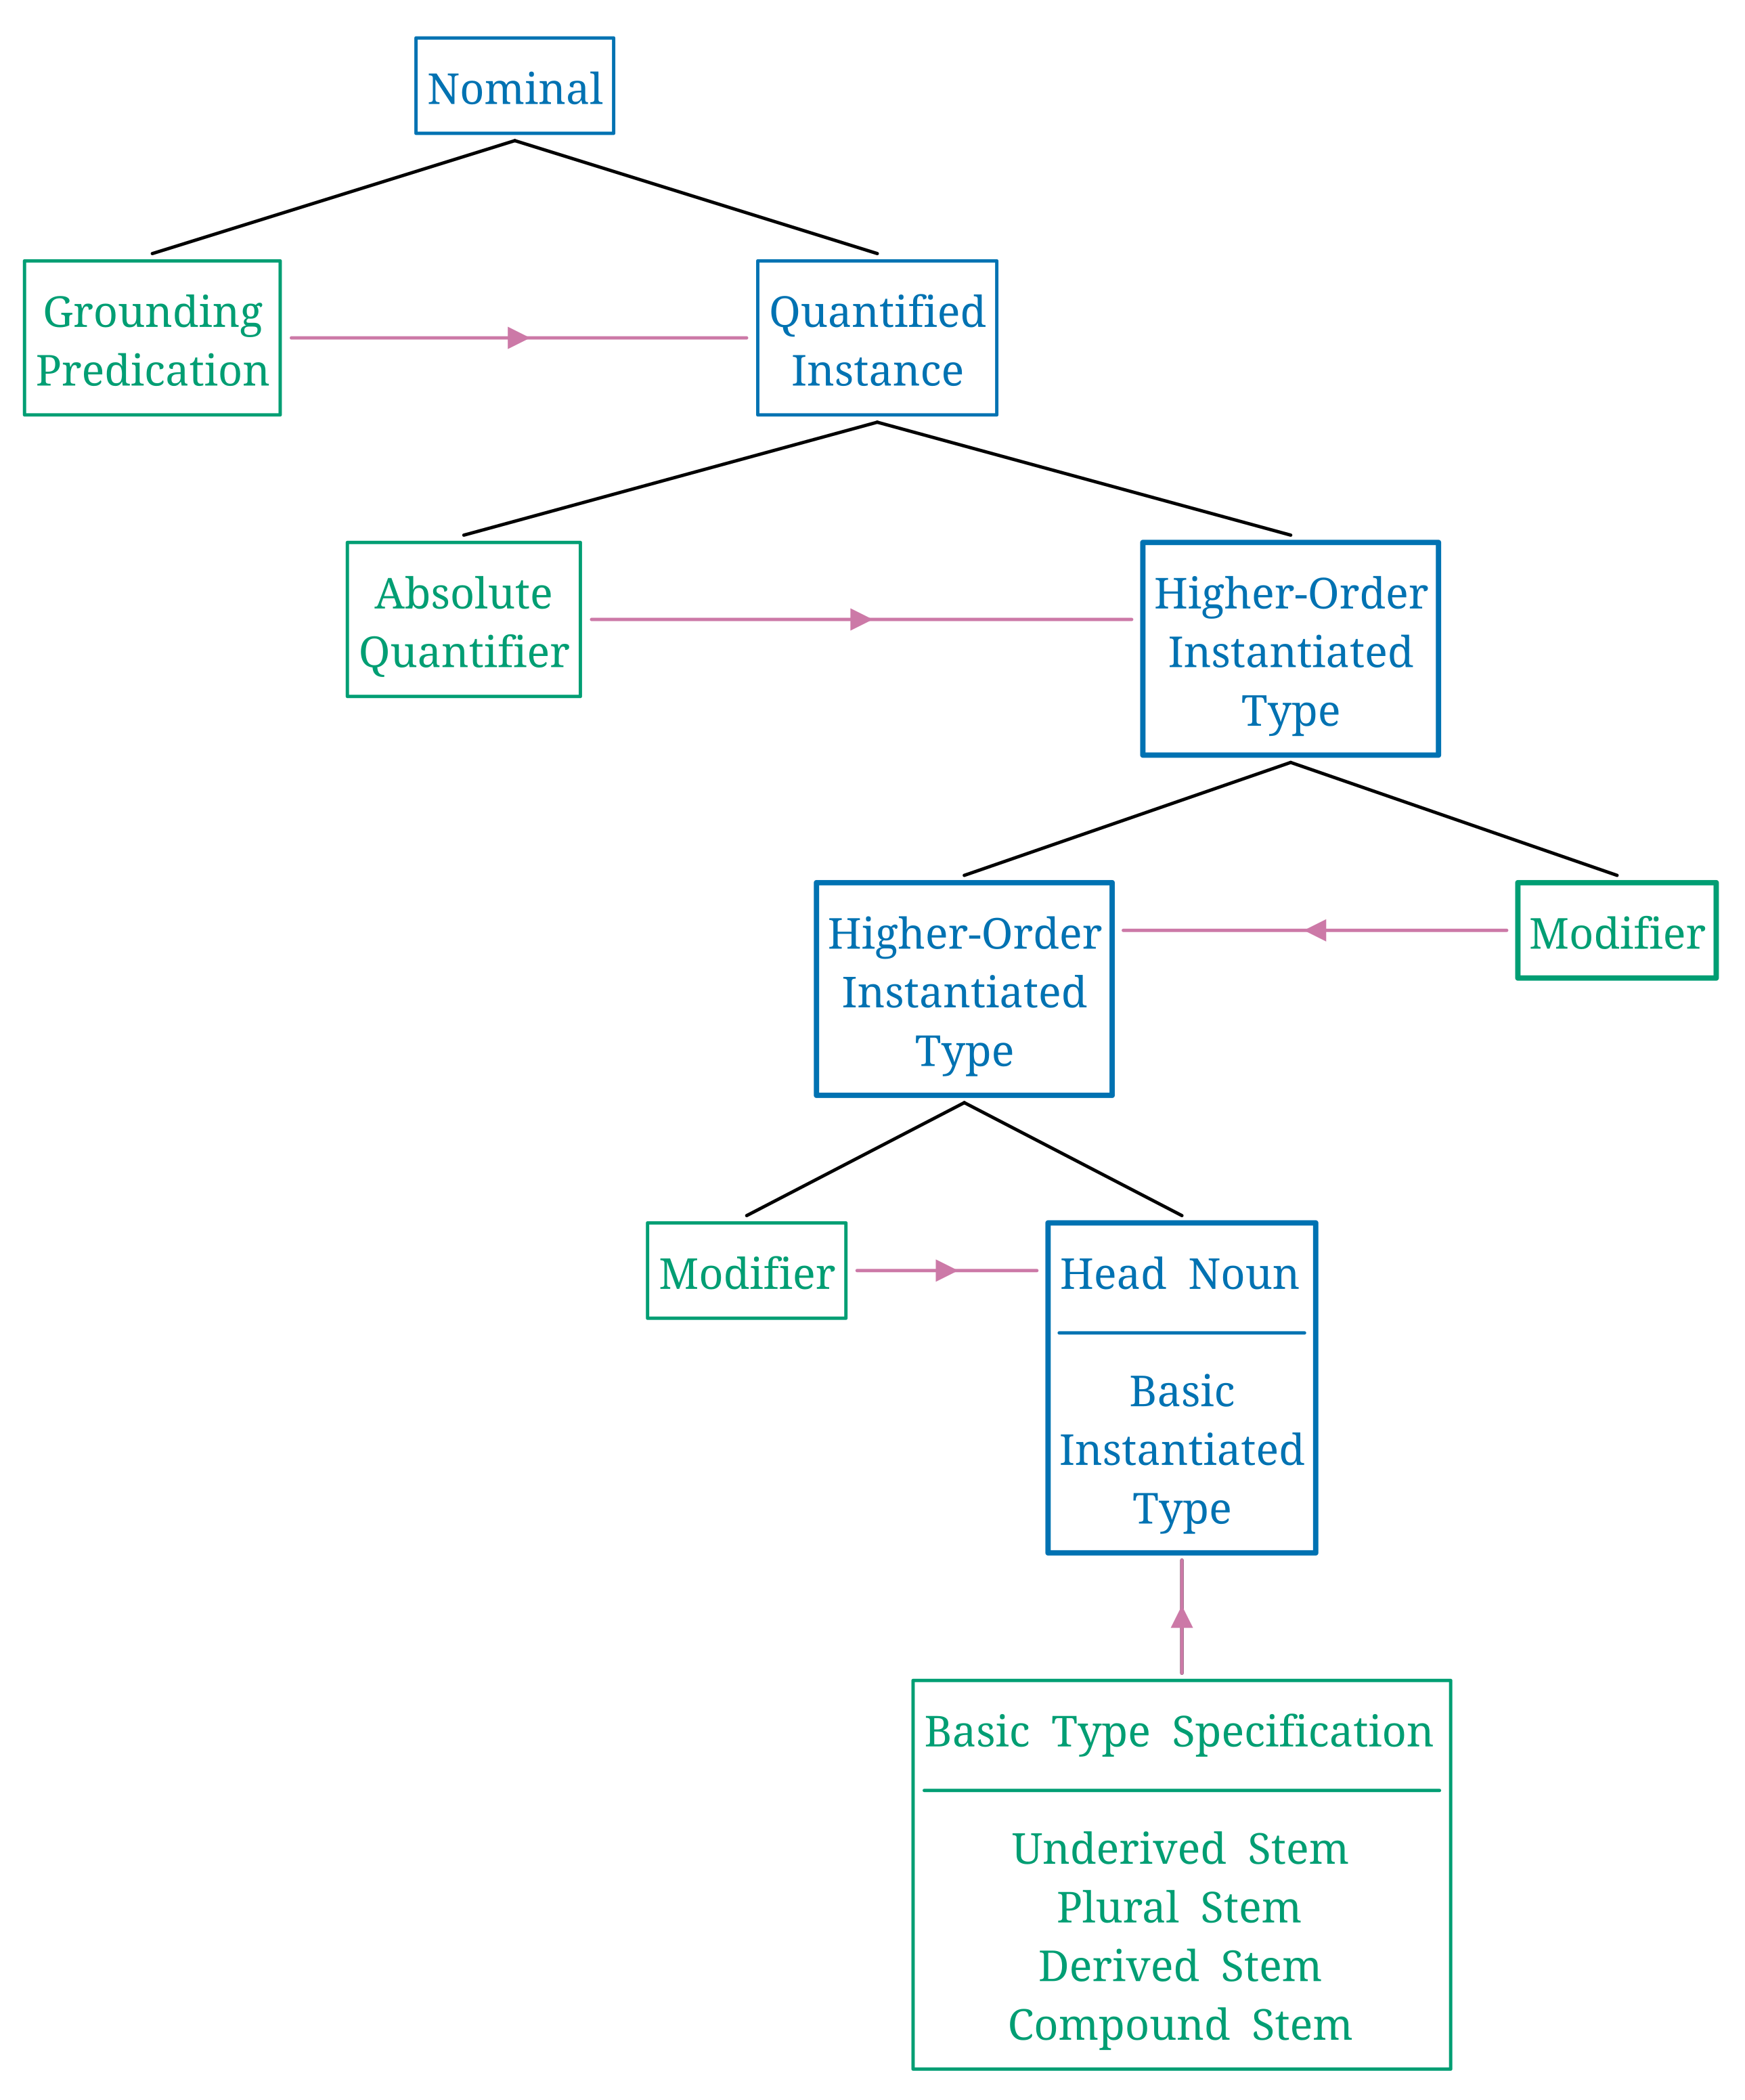 Nominal
Grounding
Predication
Quantified
Instance
Absolute
Quantifier
Higher-Order
Instantiated
Type
Higher-Order
Instantiated
Type
Modifier
Modifier
Head Noun
Basic
Instantiated
Type
Basic Type Specification
Underived Stem
Plural Stem
Derived Stem
Compound Stem